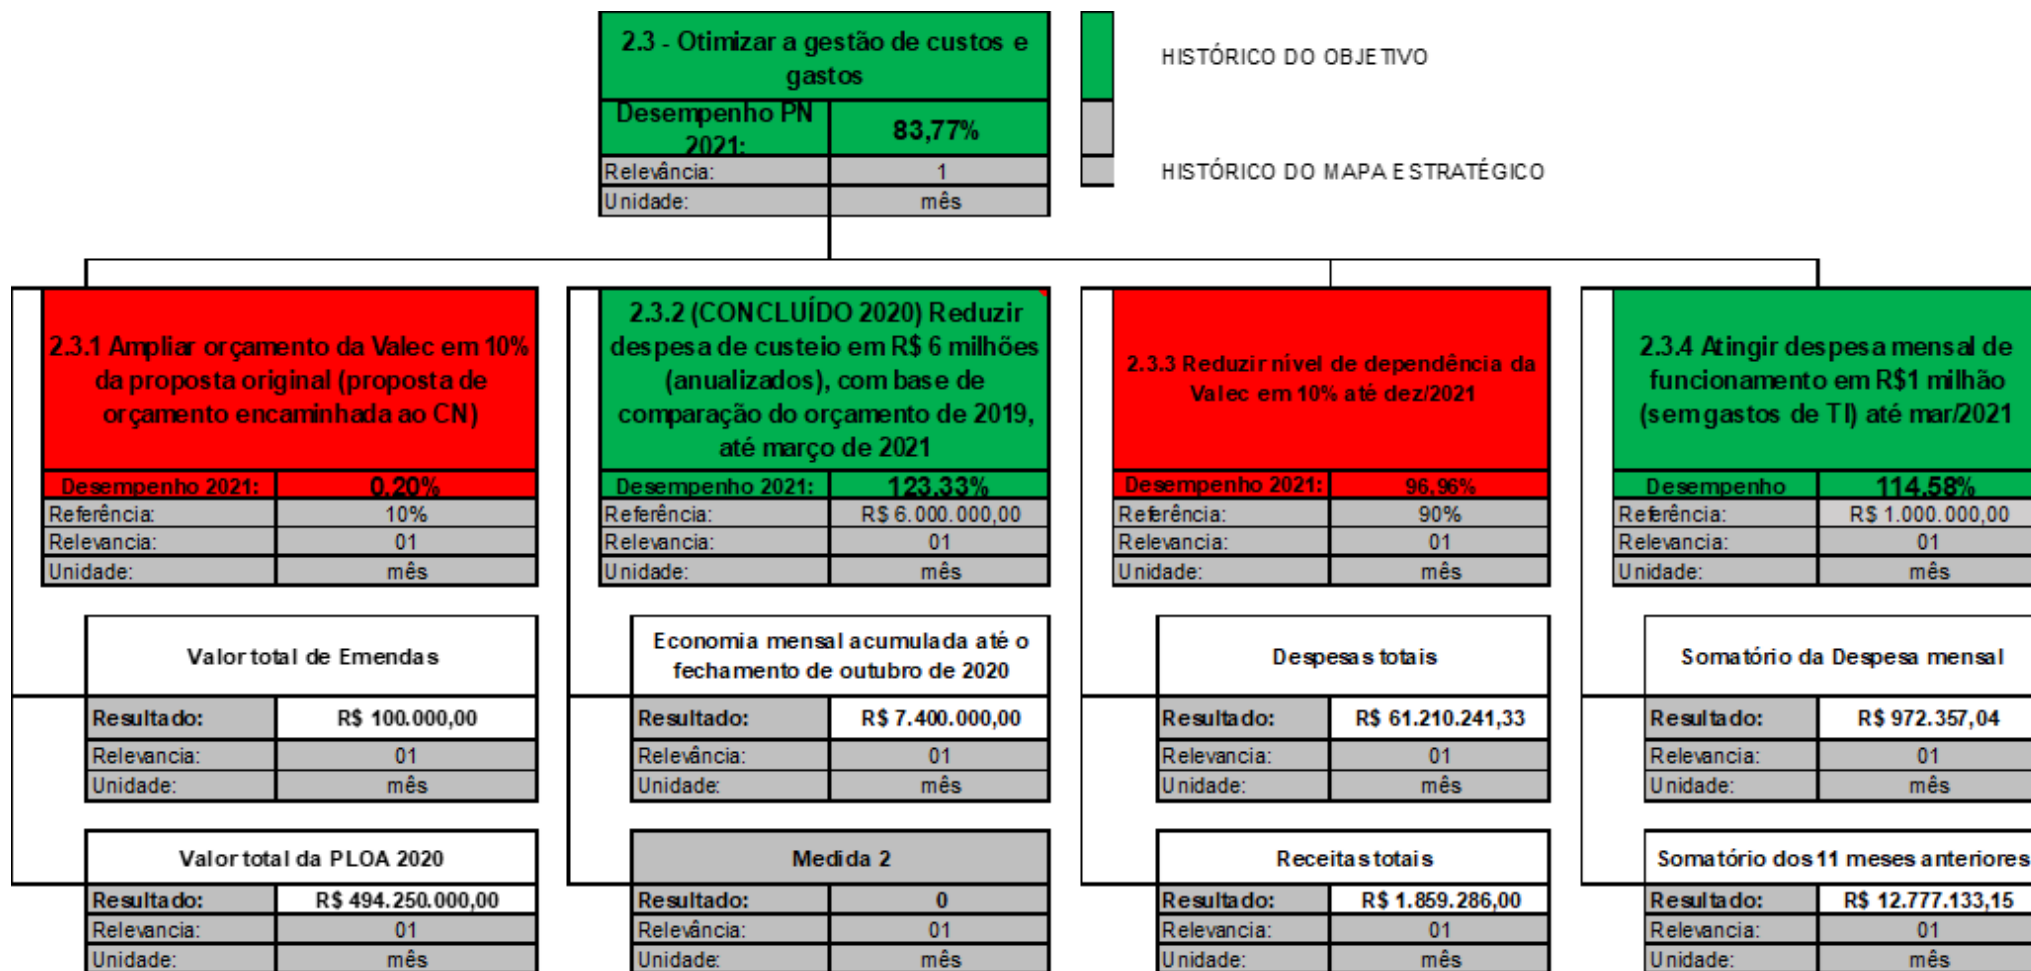 2.3 - Otimizar a gestão de custos e
gastos
Desempenho PN
2021:
83,77%
Relevância:
1
Unidade:
mês
HISTÓRICO DO OBJETIVO
HISTÓRICO DO MAPA ESTRATÉGICO
2.3.1 Ampliar orçamento da Valec em 10%
da proposta original (proposta de
orçamento encaminhada ao CN)
Desempenho 2021:
0,20%
Referência:
10%
Relevancia:
01
Unidade:
mês
Valor total de Emendas
Resultado:
R$ 100.000,00
Relevancia:
01
Unidade:
mês
Valor total da PLOA 2020
Resultado:
R$ 494.250.000,00
Relevancia:
01
Unidade:
mês
2.3.2 (CONCLUÍDO 2020) Reduzir
despesa de custeio em R$ 6 milhões
(anualizados), com base de
comparação do orçamento de 2019,
até março de 2021
Desempenho 2021:
123,33%
Referência:
R$ 6.000.000,00
Relevancia:
01
Unidade:
mês
Economia mensal acumulada até o
fechamento de outubro de 2020
Resultado:
R$ 7.400.000,00
Relevância:
01
Unidade:
mês
Medida 2
Resultado:
0
Relevância:
01
Unidade:
mês
2.3.3 Reduzir nível de dependência da
Valec em 10% até dez/2021
Desempenho 2021:
96,96%
Referência:
90%
Relevancia:
01
Unidade:
mês
Despesas totais
Resultado:
R$ 61.210.241,33
Relevancia:
01
Unidade:
mês
Receitas totais
Resultado:
R$ 1.859.286,00
Relevancia:
01
Unidade:
mês
2.3.4 Atingir despesa mensal de
funcionamento em R$1 milhão
(sem gastos de TI) até mar/2021
Desempenho
114,58%
Referência:
R$ 1.000.000,00
Relevancia:
01
Unidade:
mês
Somatório da Despesa mensal
Resultado:
R$ 972.357,04
Relevancia:
01
Unidade:
mês
Somatório dos 11 meses anteriores
Resultado:
R$ 12.777.133,15
Relevancia:
01
Unidade:
mês